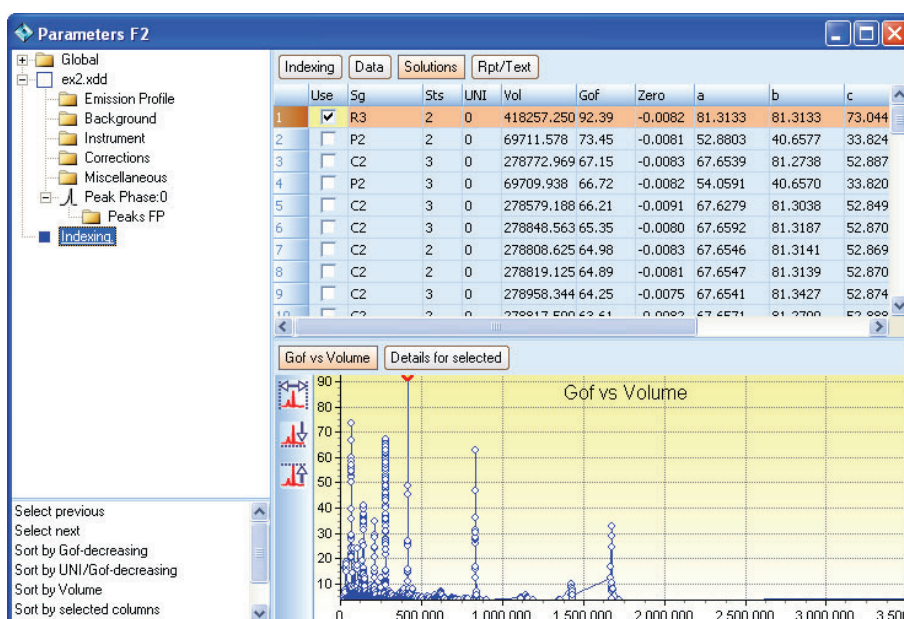 Parameters F2
Global
ex2.xdd
Emission Profile
Background
Instrument
Corrections
Miscellaneous
Peak Phase:0
Peaks FP
Indexing
Indexing Data Solutions Rpt/Text
Use Sg Sts UNI Vol Gof Zero a b c
1 R3 2 0 418257.250 92.39 -0.0082 81.3133 81.3133 73.044
2 P2 2 0 69711.578 73.45 -0.0081 52.8803 40.6577 33.824
3 C2 3 0 278772.969 67.15 -0.0083 67.6539 81.2738 52.887
4 P2 3 0 69709.938 66.72 -0.0082 54.0591 40.6570 33.820
5 C2 3 0 278579.188 66.21 -0.0091 67.6279 81.3038 52.849
6 C2 3 0 278848.563 65.35 -0.0080 67.6592 81.3187 52.870
7 C2 2 0 278808.625 64.98 -0.0083 67.6546 81.3141 52.869
8 C2 2 0 278819.125 64.89 -0.0081 67.6547 81.3139 52.870
9 C2 3 0 278958.344 64.25 -0.0075 67.6541 81.3427 52.874
Gof vs Volume Details for selected
Gof vs Volume
90
80
70
60
50
40
30
20
10
0 500,000 1,000,000 1,500,000 2,000,000 2,500,000 3,000,000 3,500
Select previous
Select next
Sort by Gof-decreasing
Sort by UNI/Gof-decreasing
Sort by Volume
Sort by selected columns